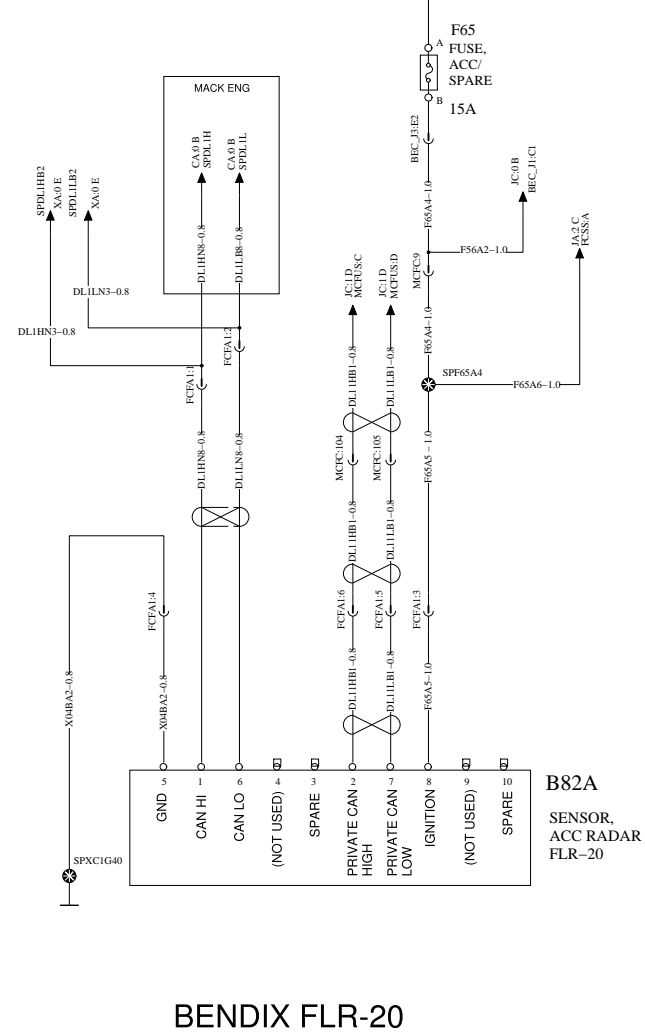 F65
FUSE,
ACC/
SPARE
15A
A
B
BEC_J3:E2
MACK ENG
CA:0 B
SPDL1H
CA:0 B
SPDL1L
SPDL1HB2
XA:0 E
SPDL1LB2
XA:0 E
JC:0 B
BEC_J1:C1
JA:2 C
FCSS:A
F65A4-1.0
F56A2-1.0
MCFC:9
DL1HN8-0.8
DL1LB8-0.8
JC:1 D
MCFUS:C
JC:1 D
MCFUS:D
DL1LN3-0.8
DL1HN3-0.8
FCFA1:2
FCFA1:1
F65A4-1.0
DL11HB1-0.8
DL11LB1-0.8
SPF65A4
F65A6-1.0
DL1HN8-0.8
DL1LN8-0.8
MCFC:104
MCFC:105
F65A5-1.0
DL11HB1-0.8
DL11LB1-0.8
FCFA1:4
FCFA1:6
FCFA1:5
FCFA1:3
X04BA2-0.8
X04BA2-0.8
DL11HB1-0.8
DL11LB1-0.8
F65A5-1.0
5
1
6
4
3
2
7
8
9
10
GND
CAN HI
CAN LO
(NOT USED)
SPARE
PRIVATE CAN
HIGH
PRIVATE CAN
LOW
IGNITION
(NOT USED)
SPARE
B82A
SENSOR,
ACC RADAR
FLR-20
SPXC1G40
BENDIX FLR-20